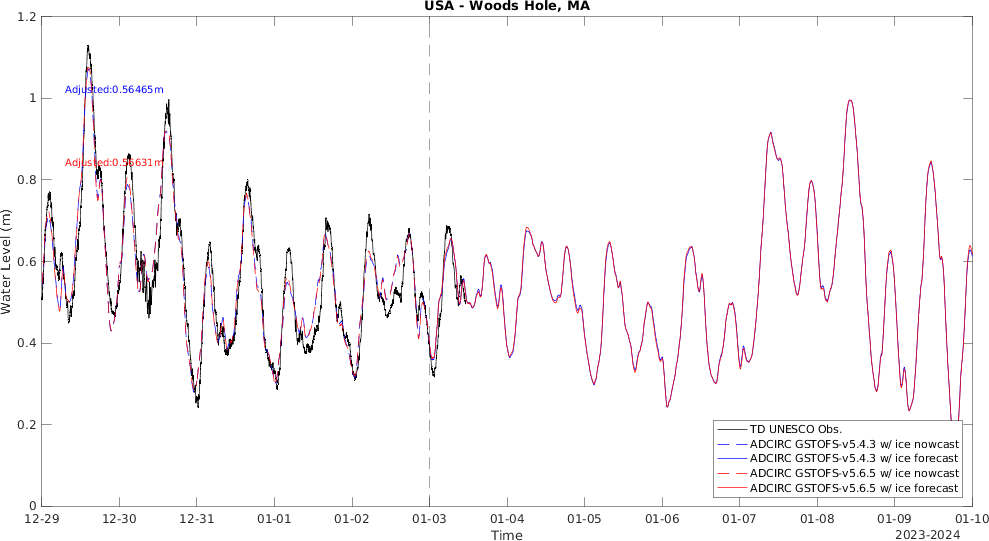 USA - Woods Hole, MA
1.2
1
0.8
0.6
0.4
0.2
0
Water Level (m)
Adjusted:0.56465m
Adjusted:0.56631m
TD UNESCO Obs.
ADCIRC GSTOFS-v5.4.3 w/ ice nowcast
ADCIRC GSTOFS-v5.4.3 w/ ice forecast
ADCIRC GSTOFS-v5.6.5 w/ ice nowcast
ADCIRC GSTOFS-v5.6.5 w/ ice forecast
12-29 12-30 12-31 01-01 01-02 01-03 01-04 01-05 01-06 01-07 01-08 01-09 01-10
Time
2023-2024